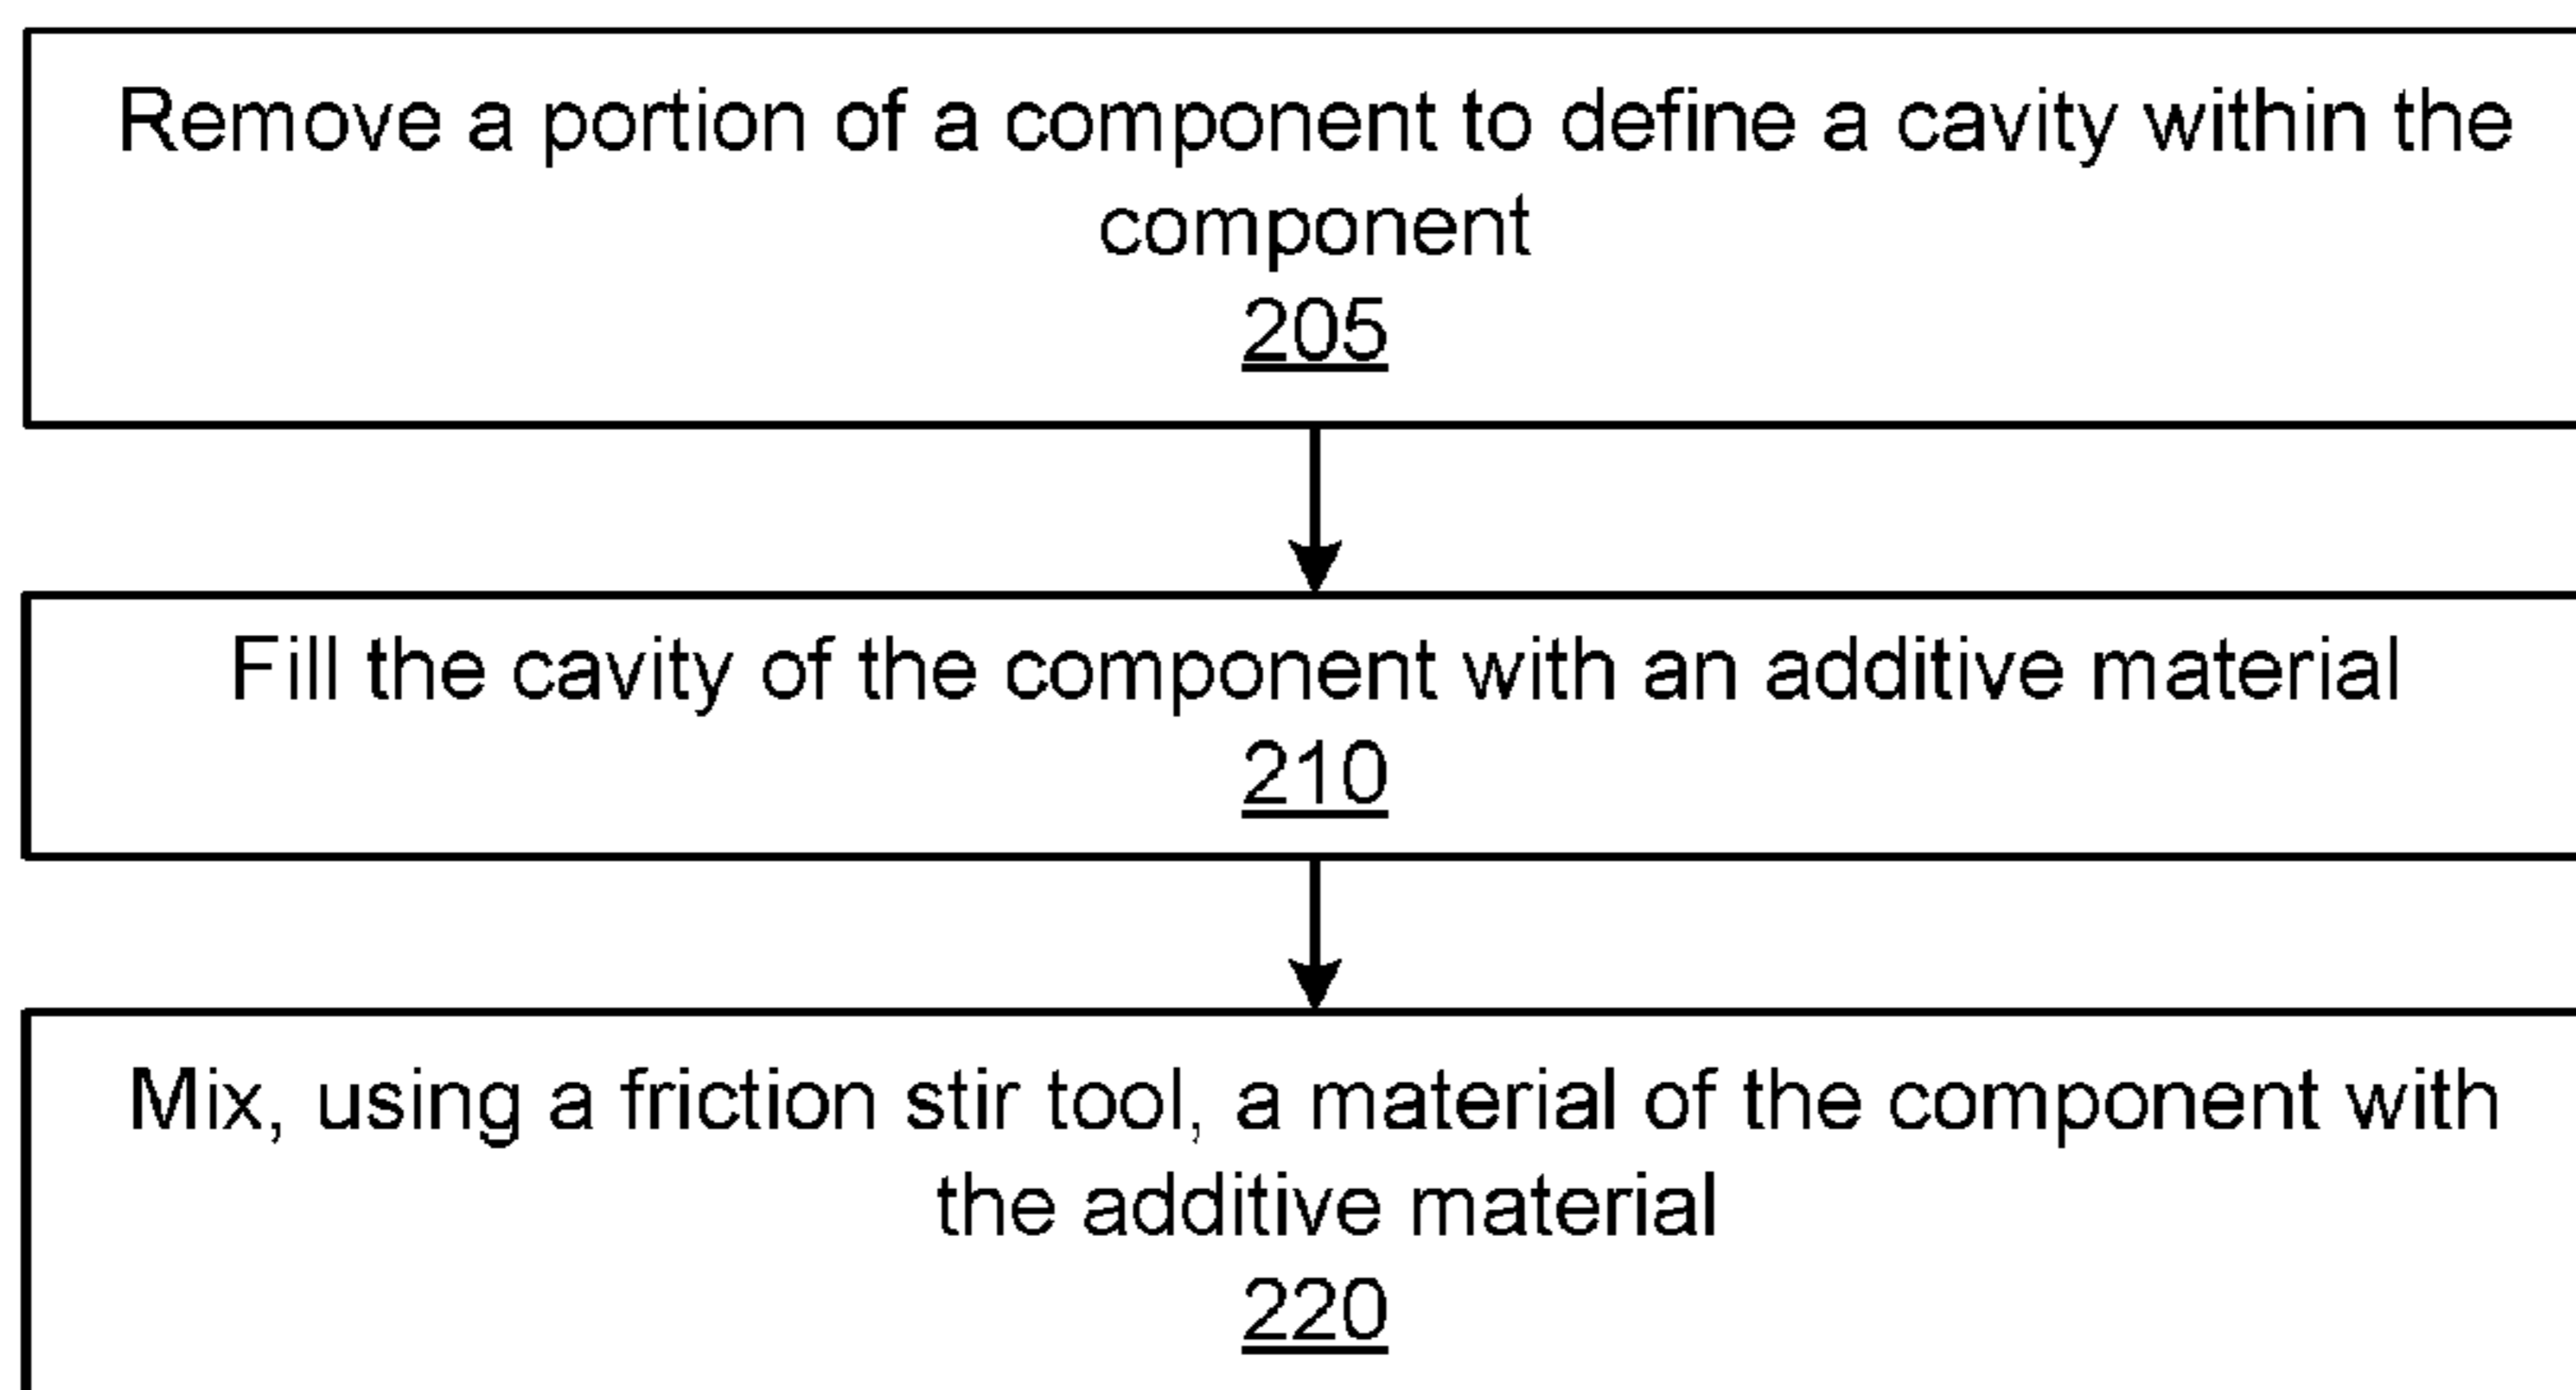 Remove a portion of a component to define a cavity within the
component
205
Fill the cavity of the component with an additive material
210
Mix, using a friction stir tool, a material of the component with
the additive material
220